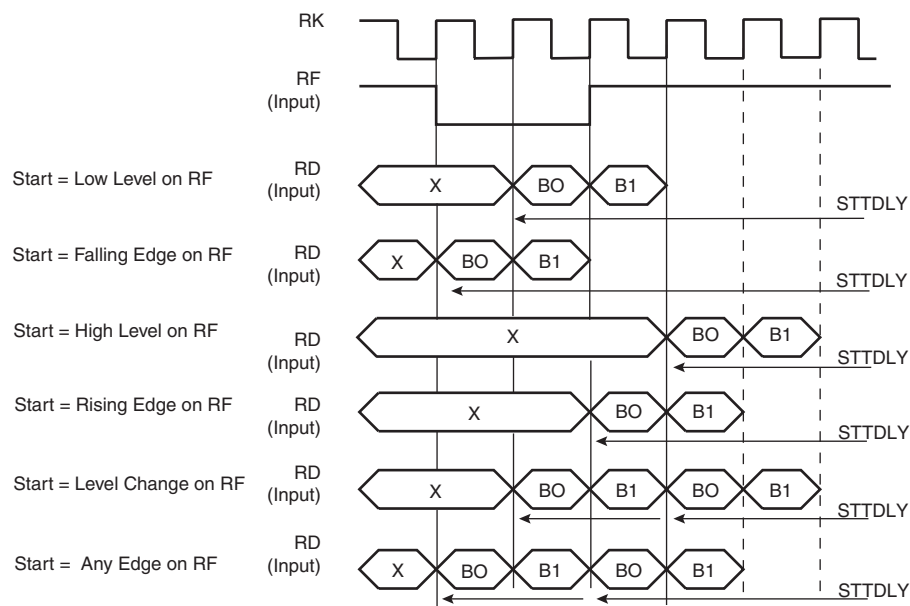 RK
RF
(Input)
Start = Low Level on RF
RD
(Input)
X
BO
B1
STTDLY
Start = Falling Edge on RF
RD
(Input)
X
BO
B1
STTDLY
Start = High Level on RF
RD
(Input)
X
BO
B1
STTDLY
Start = Rising Edge on RF
RD
(Input)
X
BO
B1
STTDLY
Start = Level Change on RF
RD
(Input)
X
BO
B1
BO
B1
STTDLY
Start = Any Edge on RF
RD
(Input)
X
BO
B1
BO
B1
STTDLY